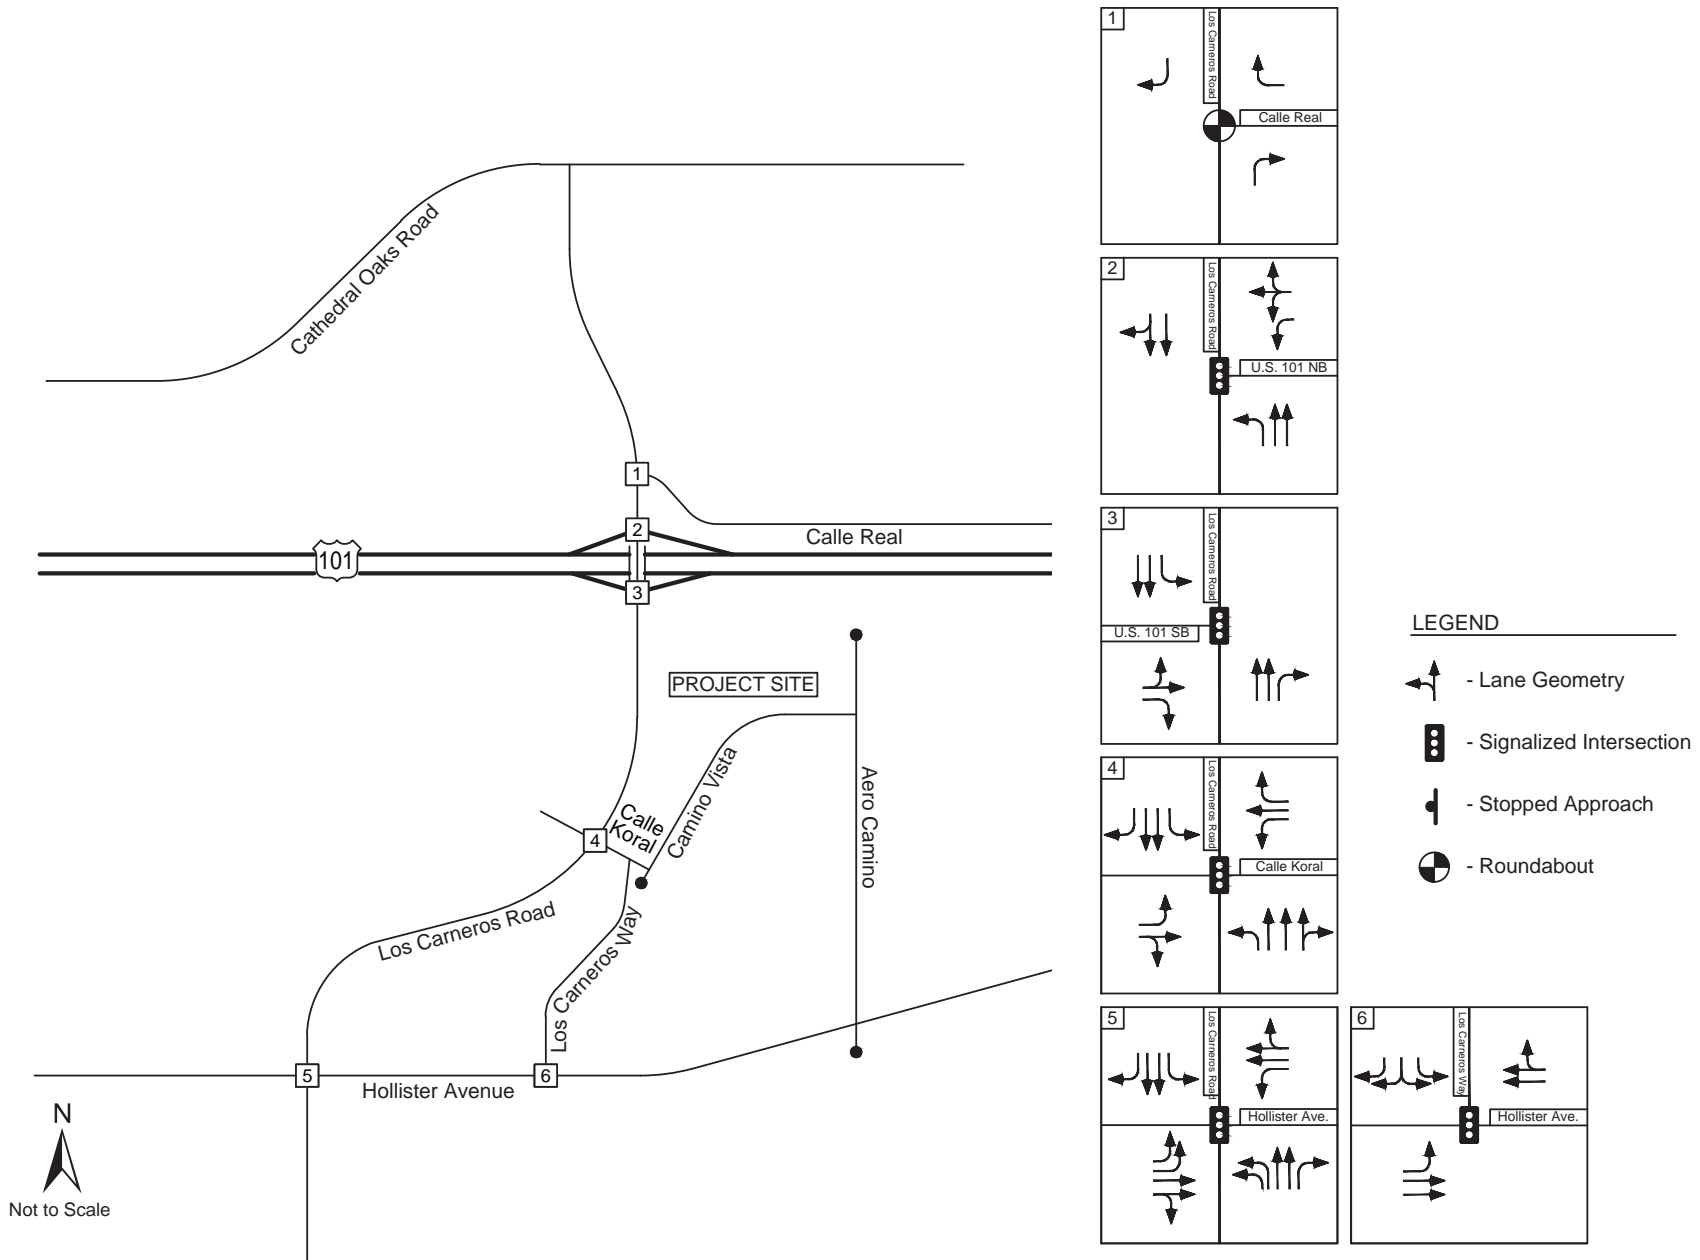 Cathedral Oaks Road
1
2
Calle Real
101
3
PROJECT SITE
Camino Vista
Aero Camino
Calle
Koral
4
Los Carneros Road
Los Carneros Way
5
6
Hollister Avenue
N
Not to Scale
1
Los Carneros Road
Calle Real
2
Los Carneros Road
U.S. 101 NB
3
Los Carneros Road
U.S. 101 SB
4
Los Carneros Road
Calle Koral
5
Los Carneros Road
Hollister Ave.
6
Los Carneros Way
Hollister Ave.
LEGEND
- Lane Geometry
- Signalized Intersection
- Stopped Approach
- Roundabout